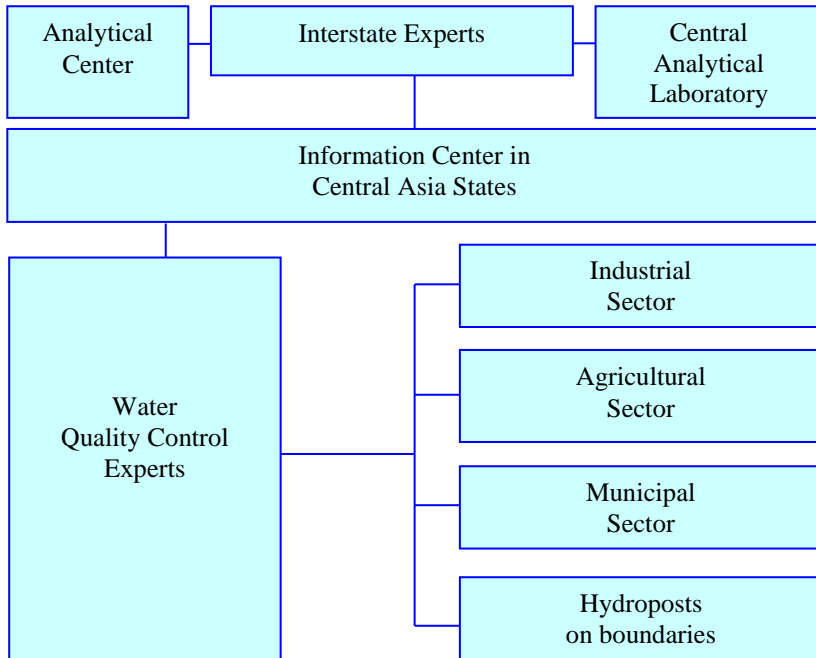 Analytical
Center
Interstate Experts
Central
Analytical
Laboratory
Information Center in
Central Asia States
Water
Quality Control
Experts
Industrial
Sector
Agricultural
Sector
Municipal
Sector
Hydroposts
on boundaries